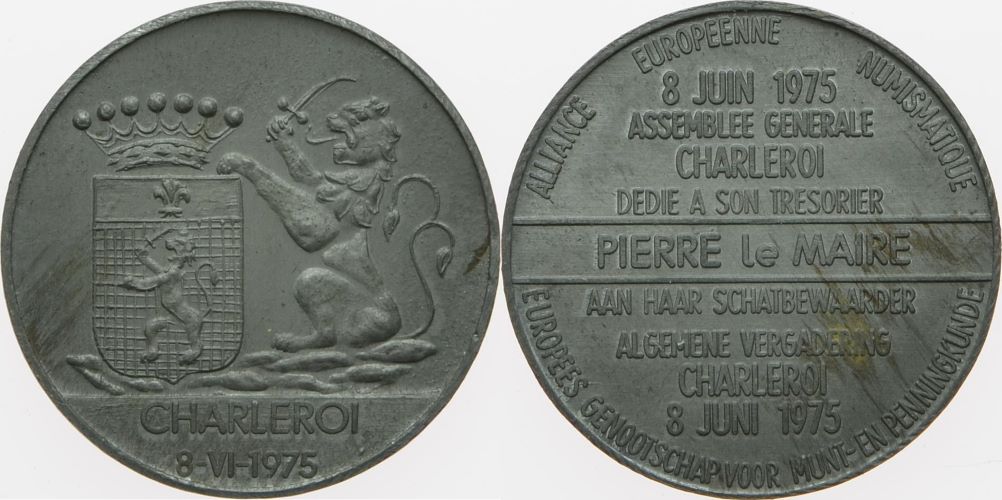 CHARLEROI
8-VI-1975
ALLIANCE EUROPEENNE NUMISMATIQUE
8 JUIN 1975
ASSEMBLEE GENERALE
CHARLEROI
DEDIE A SON TRESORIER
PIERRE le MAIRE
AAN HAAR SCHATBEWAARDER
ALGEMENE VERGADERING
CHARLEROI
8 JUNI 1975
EUROPEES GENOOTSCHAP VOOR MUNT-EN PENNINGKUNDE